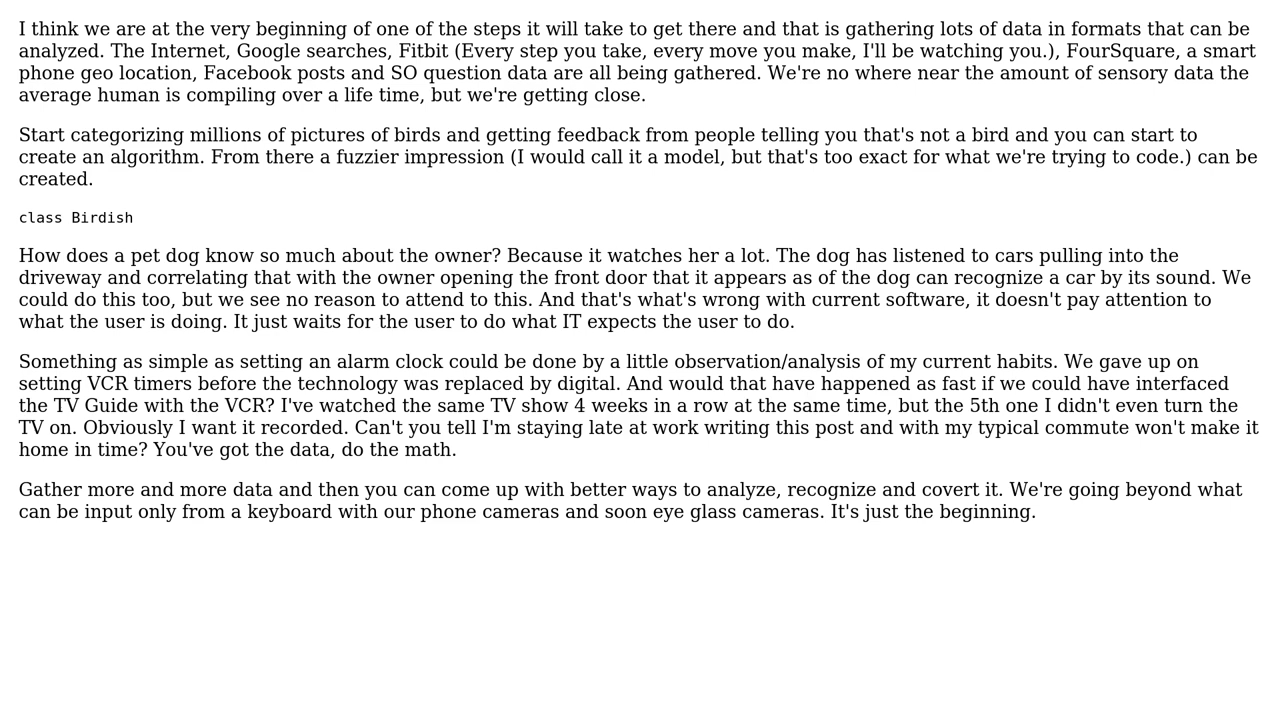 I think we are at the very beginning of one of the steps it will take to get there and that is gathering lots of data in formats that can be
analyzed. The Internet, Google searches, Fitbit (Every step you take, every move you make, I'll be watching you.), FourSquare, a smart
phone geo location, Facebook posts and SO question data are all being gathered. We're no where near the amount of sensory data the
average human is compiling over a life time, but we're getting close.
Start categorizing millions of pictures of birds and getting feedback from people telling you that's not a bird and you can start to
create an algorithm. From there a fuzzier impression (I would call it a model, but that's too exact for what we're trying to code.) can be
created.
class Birdish
How does a pet dog know so much about the owner? Because it watches her a lot. The dog has listened to cars pulling into the
driveway and correlating that with the owner opening the front door that it appears as of the dog can recognize a car by its sound. We
could do this too, but we see no reason to attend to this. And that's what's wrong with current software, it doesn't pay attention to
what the user is doing. It just waits for the user to do what IT expects the user to do.
Something as simple as setting an alarm clock could be done by a little observation/analysis of my current habits. We gave up on
setting VCR timers before the technology was replaced by digital. And would that have happened as fast if we could have interfaced
the TV Guide with the VCR? I've watched the same TV show 4 weeks in a row at the same time, but the 5th one I didn't even turn the
TV on. Obviously I want it recorded. Can't you tell I'm staying late at work writing this post and with my typical commute won't make it
home in time? You've got the data, do the math.
Gather more and more data and then you can come up with better ways to analyze, recognize and covert it. We're going beyond what
can be input only from a keyboard with our phone cameras and soon eye glass cameras. It's just the beginning.